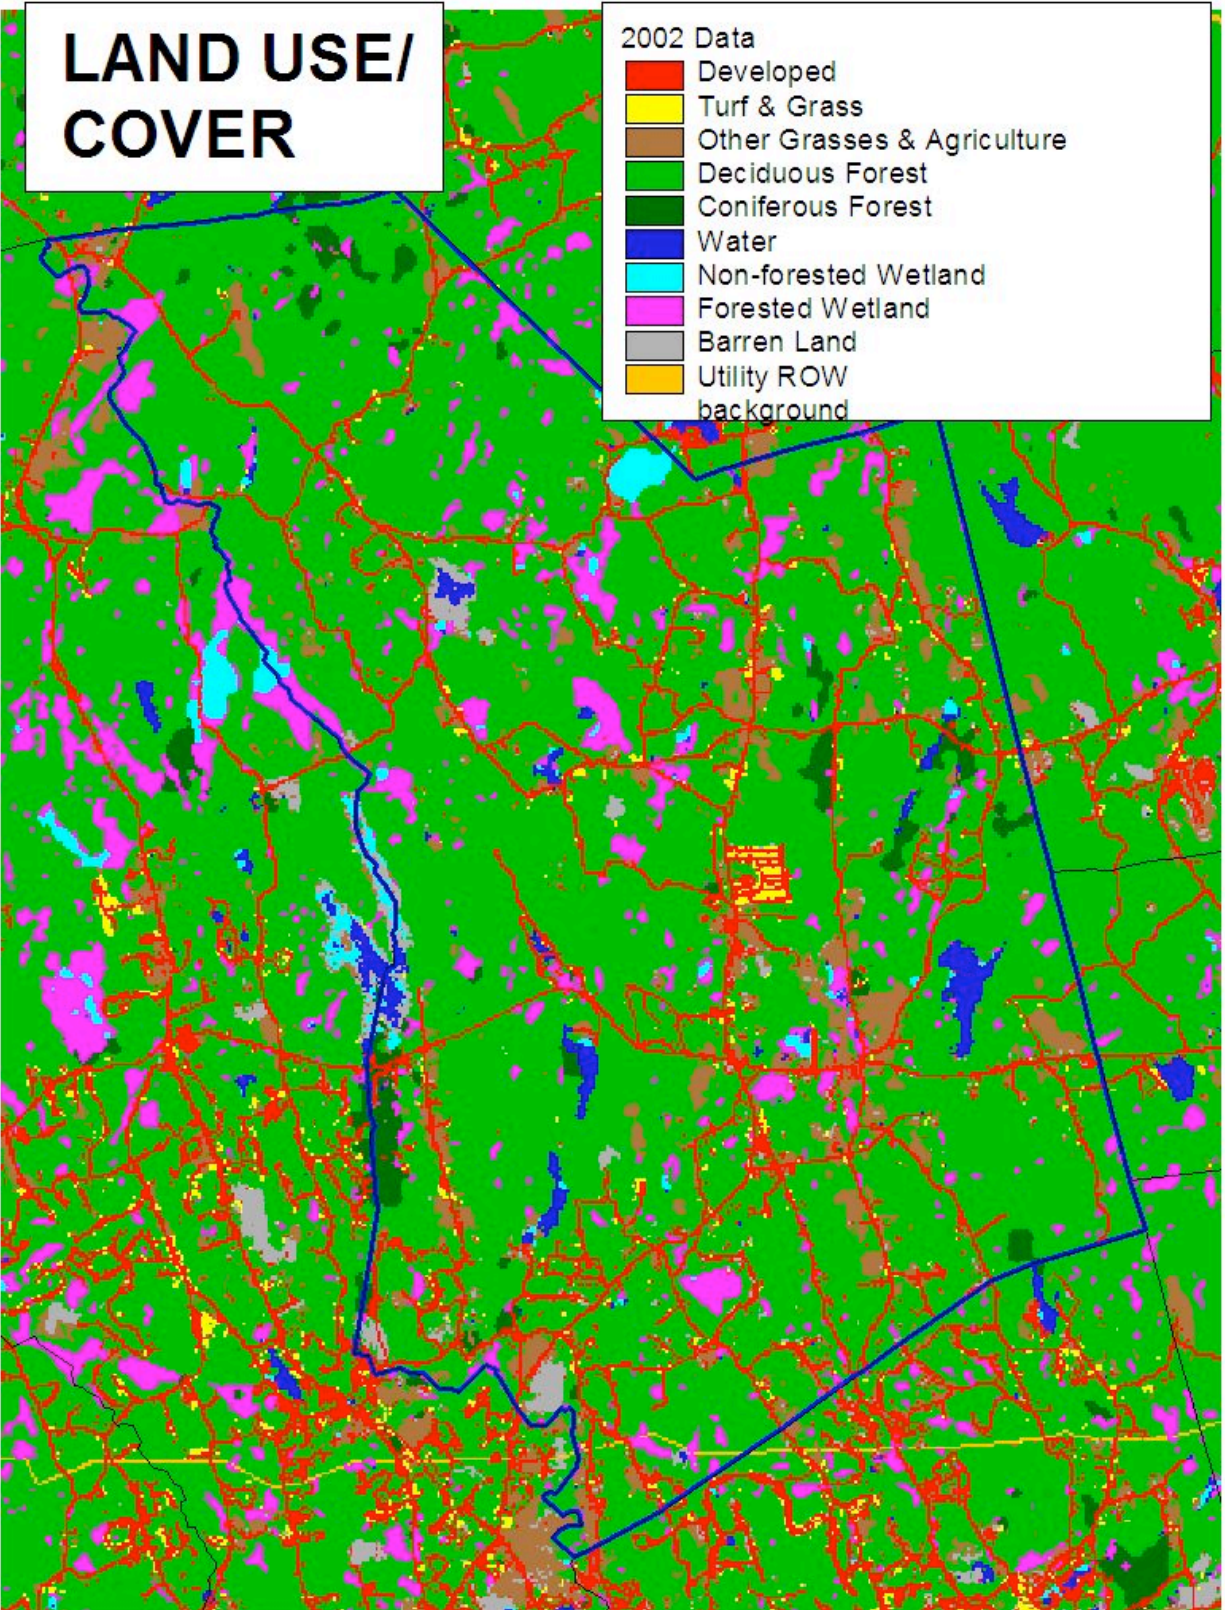 LAND USE/
COVER
2002 Data
Developed
Turf & Grass
Other Grasses & Agriculture
Deciduous Forest
Coniferous Forest
Water
Non-forested Wetland
Forested Wetland
Barren Land
Utility ROW
background